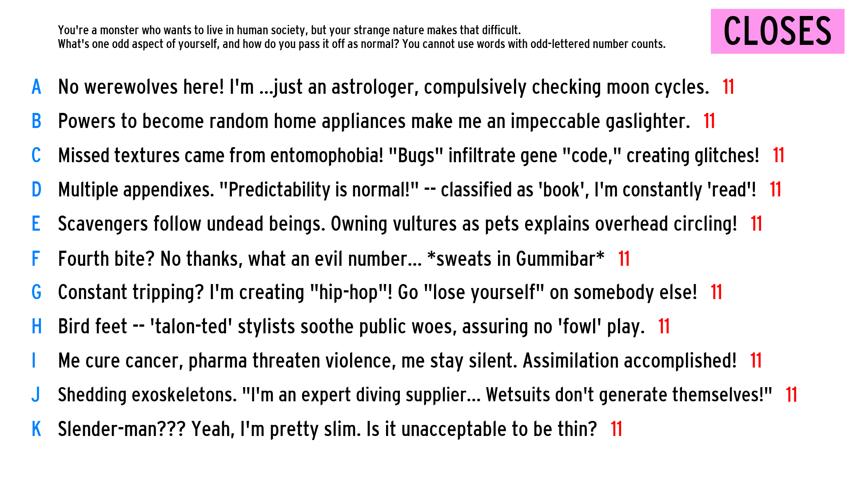 You're a monster who wants to live in human society, but your strange nature makes that difficult.
What's one odd aspect of yourself, and how do you pass it off as normal? You cannot use words with odd-lettered number counts.
CLOSES
A No werewolves here! I'm ...just an astrologer, compulsively checking moon cycles. 11
B Powers to become random home appliances make me an impeccable gaslighter. 11
C Missed textures came from entomophobia! "Bugs" infiltrate gene "code," creating glitches! 11
D Multiple appendixes. "Predictability is normal!" -- classified as 'book', I'm constantly 'read'! 11
E Scavengers follow undead beings. Owning vultures as pets explains overhead circling! 11
F Fourth bite? No thanks, what an evil number... *sweats in Gummibar* 11
G Constant tripping? I'm creating "hip-hop"! Go "lose yourself" on somebody else! 11
H Bird feet -- 'talon-ted' stylists soothe public woes, assuring no 'fowl' play. 11
I Me cure cancer, pharma threaten violence, me stay silent. Assimilation accomplished! 11
J Shedding exoskeletons. "I'm an expert diving supplier... Wetsuits don't generate themselves!" 11
K Slender-man??? Yeah, I'm pretty slim. Is it unacceptable to be thin? 11